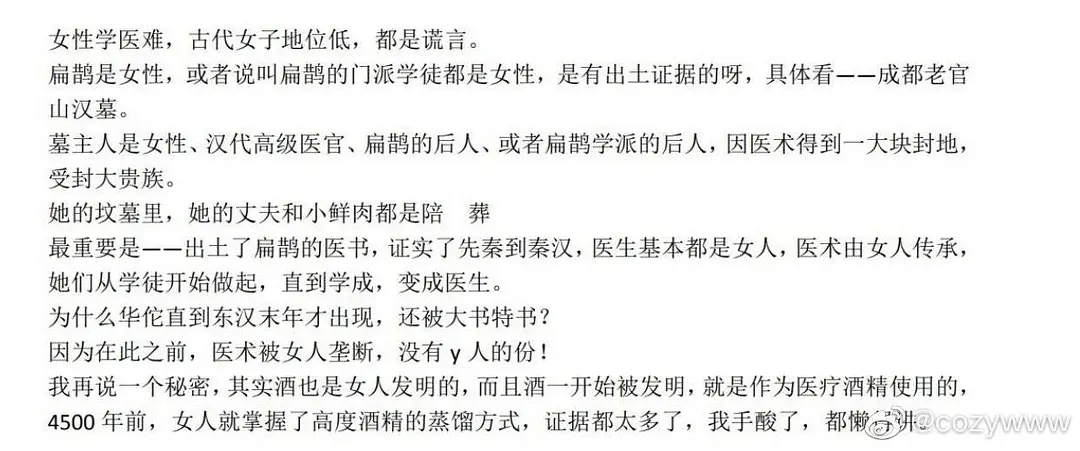 女性学医难，古代女子地位低，都是谎言。
扁鹊是女性，或者说叫扁鹊的门派学徒都是女性，是有出土证据的呀，具体看——成都老官
山汉墓。
墓主人是女性、汉代高级医官、扁鹊的后人、或者扁鹊学派的后人，因医术得到一大块封地，
受封大贵族。
她的坟墓里，她的丈夫和小鲜肉都是陪　葬
最重要是——出土了扁鹊的医书，证实了先秦到秦汉，医生基本都是女人，医术由女人传承，
她们从学徒开始做起，直到学成，变成医生。
为什么华佗直到东汉末年才出现，还被大书特书？
因为在此之前，医术被女人垄断，没有 y 人的份！
我再说一个秘密，其实酒也是女人发明的，而且酒一开始被发明，就是作为医疗酒精使用的，
4500 年前，女人就掌握了高度酒精的蒸馏方式，证据都太多了，我手酸了，都懒
@cozywww